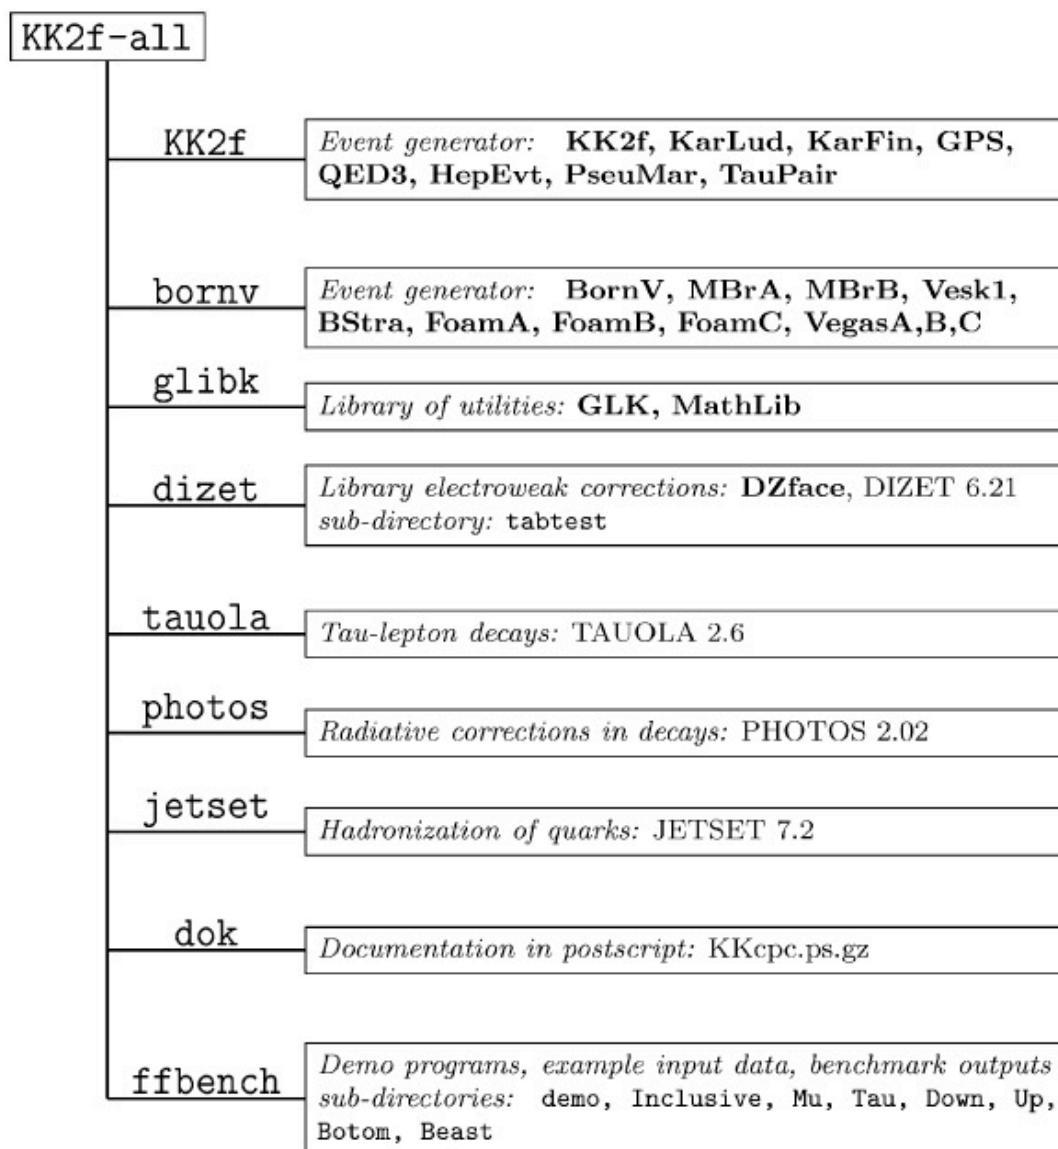 KK2f-all
KK2f
Event generator: KK2f, KarLud, KarFin, GPS,
QED3, HepEvt, PseuMar, TauPair
bornv
Event generator: BornV, MBrA, MBrB, Vesk1,
BStra, FoamA, FoamB, FoamC, VegasA,B,C
glibk
Library of utilities: GLK, MathLib
dizet
Library electroweak corrections: DZface, DIZET 6.21
sub-directory: tabtest
tauola
Tau-lepton decays: TAUOLA 2.6
photos
Radiative corrections in decays: PHOTOS 2.02
jetset
Hadronization of quarks: JETSET 7.2
dok
Documentation in postscript: KKcpc.ps.gz
ffbench
Demo programs, example input data, benchmark outputs
sub-directories: demo, Inclusive, Mu, Tau, Down, Up,
Botom, Beast